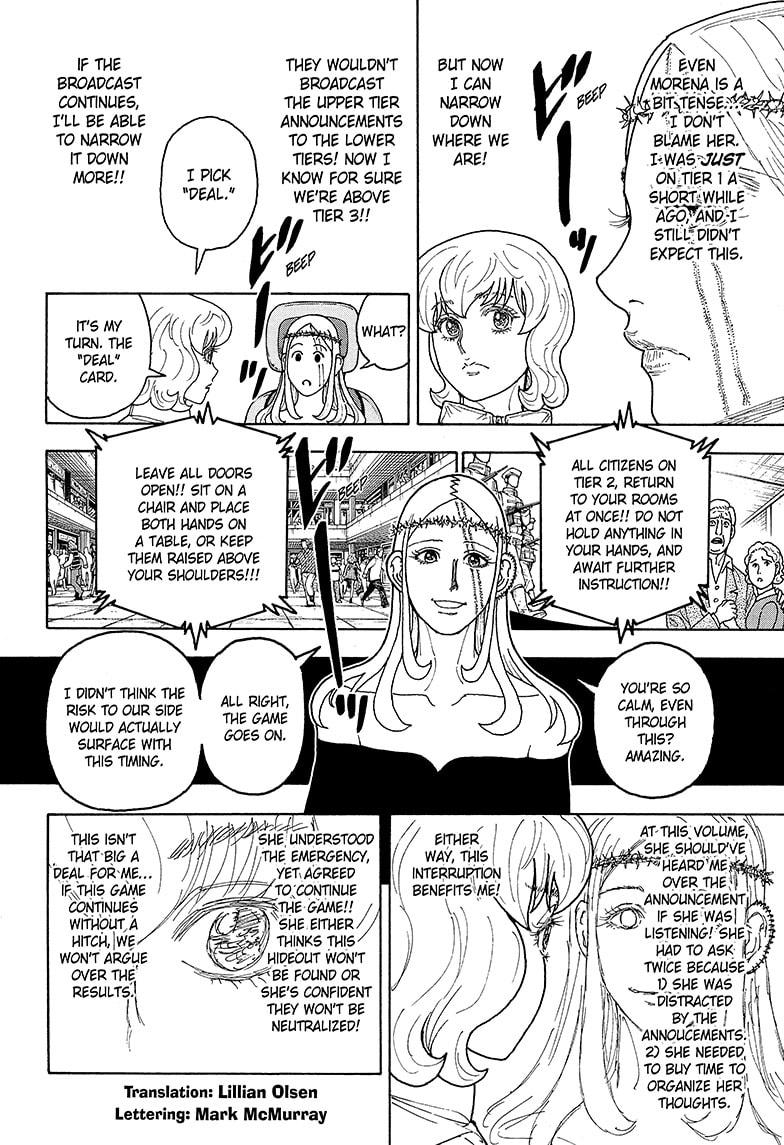 EVEN
MORENA IS A
BIT TENSE...
I DON'T
BLAME HER.
I WAS JUST
ON TIER 1 A
SHORT WHILE
AGO, AND I
STILL DIDN'T
EXPECT THIS.
BEEP
BUT NOW
I CAN
NARROW
DOWN
WHERE WE
ARE!
THEY WOULDN'T
BROADCAST
THE UPPER TIER
ANNOUNCEMENTS
TO THE LOWER
TIERS! NOW I
KNOW FOR SURE
WE'RE ABOVE
TIER 3!!
IF THE
BROADCAST
CONTINUES,
I'LL BE ABLE
TO NARROW
IT DOWN
MORE!!
ビーッ
I PICK
"DEAL."
BEEP
ビーッ
WHAT?
IT'S MY
TURN. THE
"DEAL"
CARD.
ALL CITIZENS ON
TIER 2, RETURN
TO YOUR ROOMS
AT ONCE!! DO NOT
HOLD ANYTHING IN
YOUR HANDS, AND
AWAIT FURTHER
INSTRUCTION!!
BEEP
ビーッ
LEAVE ALL DOORS
OPEN!! SIT ON A
CHAIR AND PLACE
BOTH HANDS ON
A TABLE, OR KEEP
THEM RAISED ABOVE
YOUR SHOULDERS!!!
YOU'RE SO
CALM, EVEN
THROUGH
THIS?
AMAZING.
ALL RIGHT,
THE GAME
GOES ON.
I DIDN'T THINK THE
RISK TO OUR SIDE
WOULD ACTUALLY
SURFACE WITH
THIS TIMING.
AT THIS VOLUME,
SHE SHOULD'VE
HEARD ME
OVER THE
ANNOUNCEMENT
IF SHE WAS
LISTENING! SHE
HAD TO ASK
TWICE BECAUSE
1) SHE WAS
DISTRACTED
BY THE
ANNOUCEMENTS.
2) SHE NEEDED
TO BUY TIME TO
ORGANIZE HER
THOUGHTS.
EITHER
WAY, THIS
INTERRUPTION
BENEFITS ME!
SHE UNDERSTOOD
THE EMERGENCY,
YET AGREED
TO CONTINUE
THE GAME!!
SHE EITHER
THINKS THIS
HIDEOUT WON'T
BE FOUND OR
SHE'S CONFIDENT
THEY WON'T BE
NEUTRALIZED!
THIS ISN'T
THAT BIG A
DEAL FOR ME...
IF THIS GAME
CONTINUES
WITHOUT A
HITCH, WE
WON'T ARGUE
OVER THE
RESULTS.
Translation: Lillian Olsen
Lettering: Mark McMurray